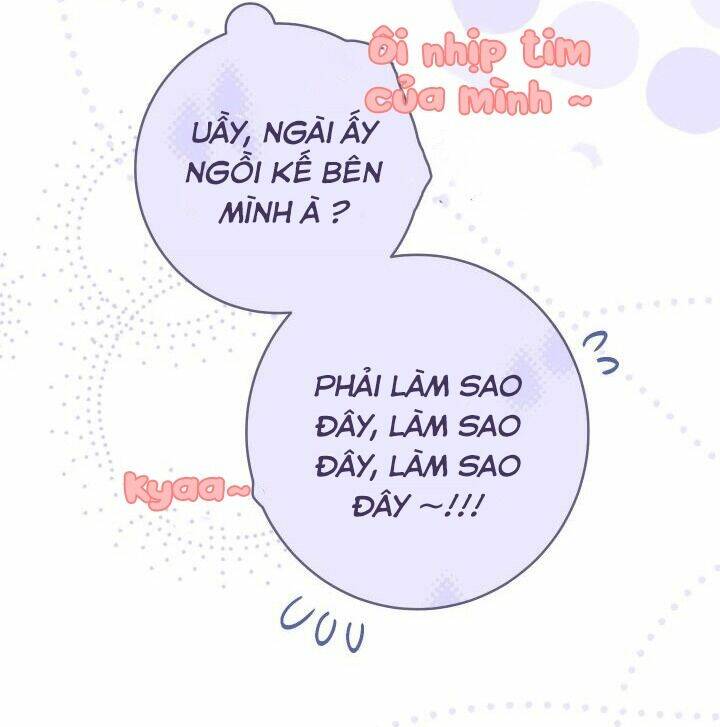 Ôi nhịp tim
của mình ~
UẦY, NGÀI ẤY
NGỒI KẾ BÊN
MÌNH À ?
PHẢI LÀM SAO
ĐÂY, LÀM SAO
ĐÂY, LÀM SAO
ĐÂY ~!!!
Kyaa~